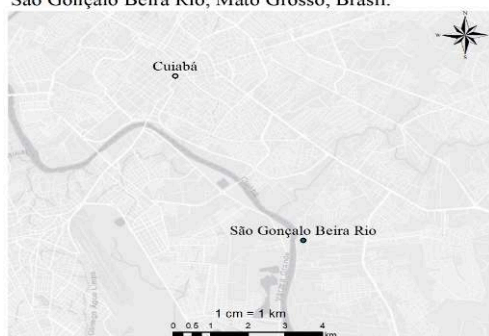 São Gonçalo Beira Rio, Mato Grosso, Brasil.
N
W
E
S
Cuiabá
São Gonçalo Beira Rio
1 cm = 1 km
0 0.5 1 2 3 4
km